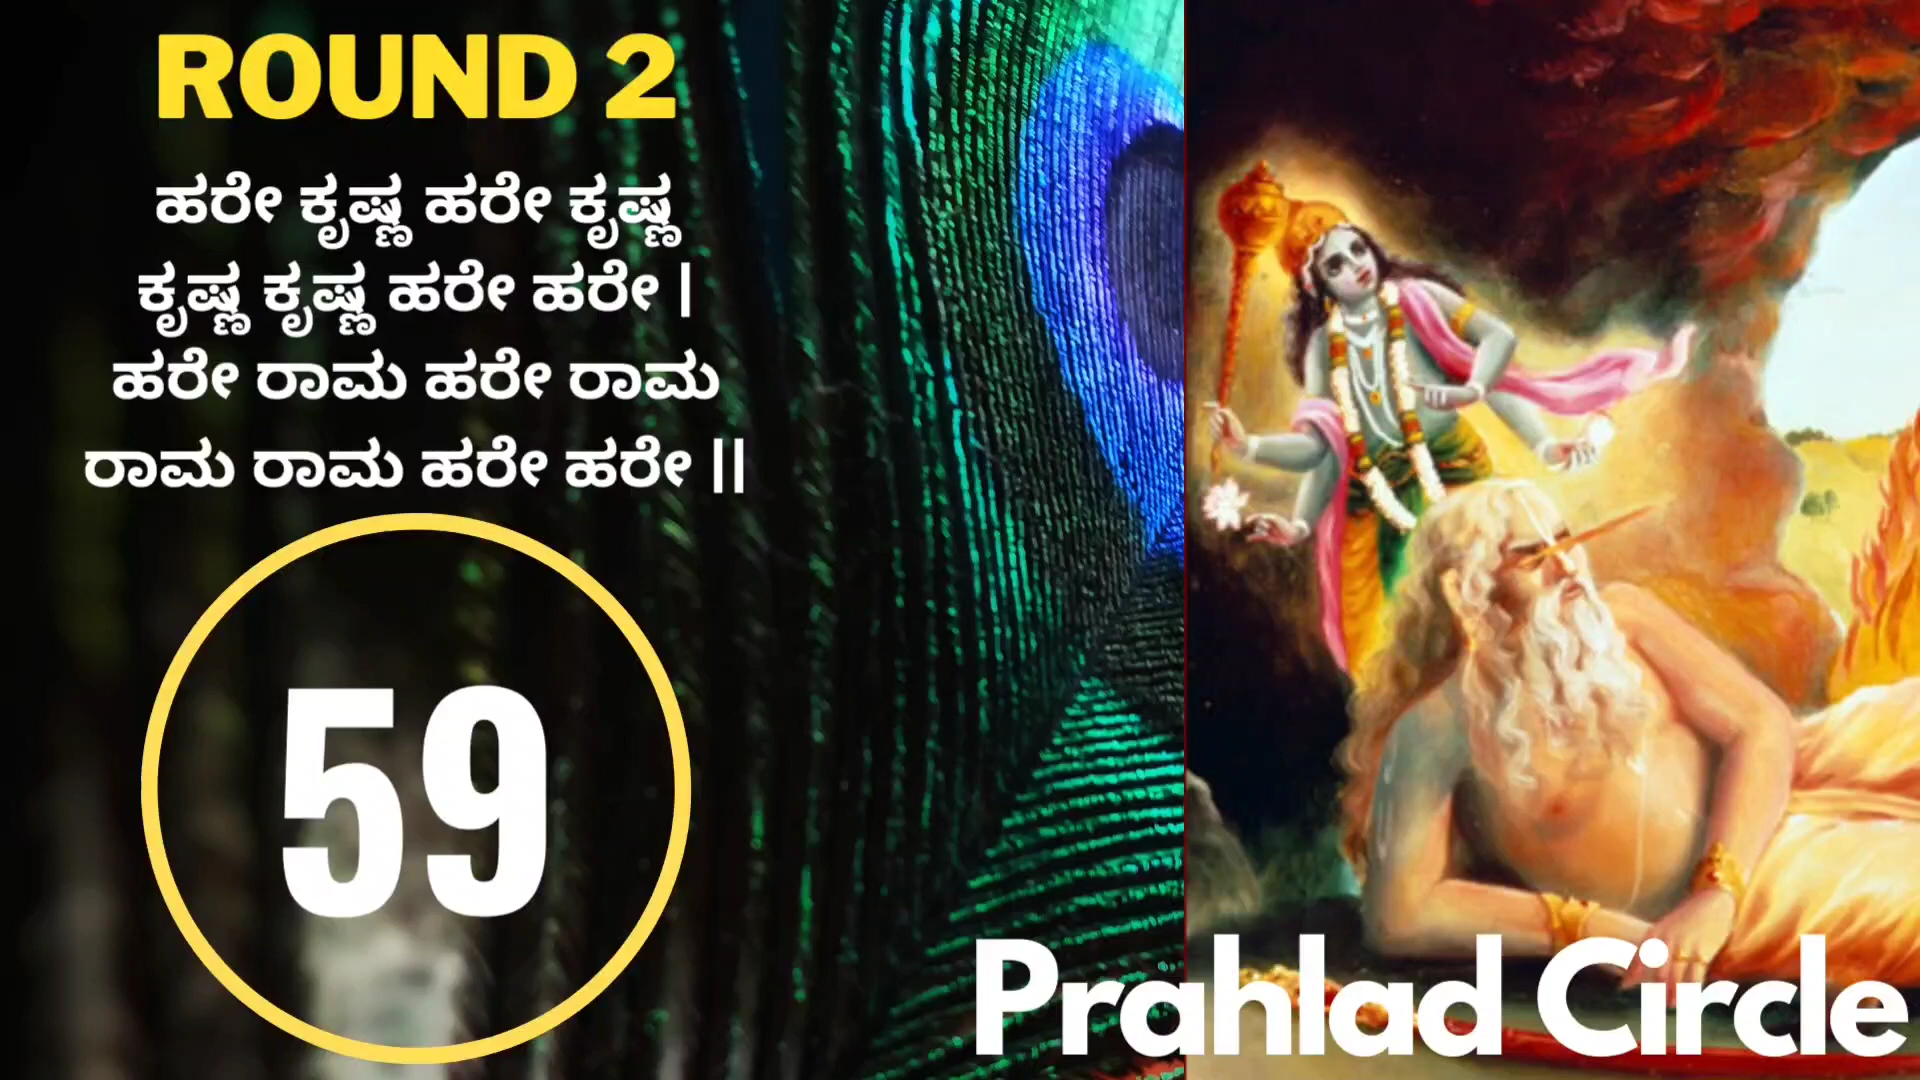 ROUND 2
ಹರೇ ಕೃಷ್ಣ ಹರೇ ಕೃಷ್ಣ
ಕೃಷ್ಣ ಕೃಷ್ಣ ಹರೇ ಹರೇ |
ಹರೇ ರಾಮ ಹರೇ ರಾಮ
ರಾಮ ರಾಮ ಹರೇ ಹರೇ ||
59
Prahlad Circle